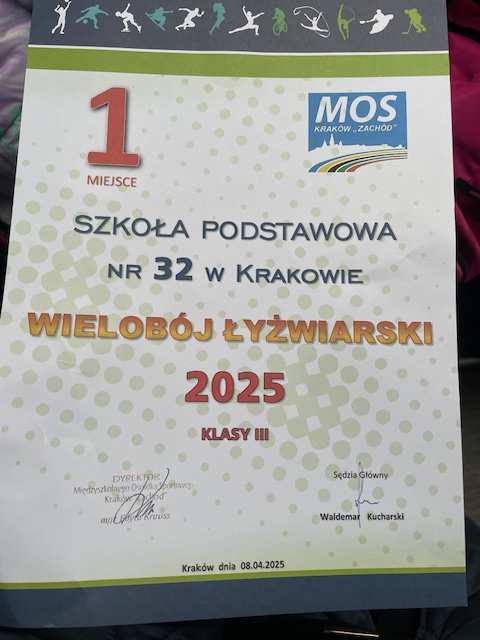 1
MIEJSCE
MOS
KRAKÓW „ZACHÓD"
SZKOŁA PODSTAWOWA
NR 32 W KRAKOWIE
WIELOBÓJ ŁYŻWIARSKI
2025
KLASY III
DYREKTOR
Międzyszkolnego Ośrodka Sportowego
Kraków „Zachód"
Krauss
Sędzia Główny
Waldemar Kucharski
Kraków dnia 08.04.2025